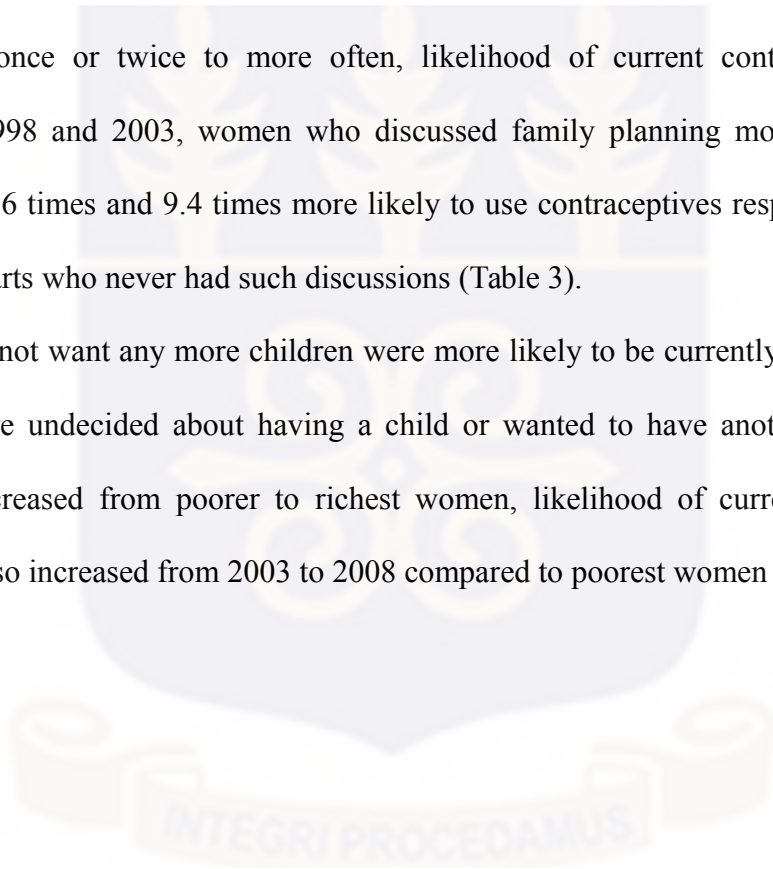 once or twice to more often, likelihood of current cont
998 and 2003, women who discussed family planning mo
6 times and 9.4 times more likely to use contraceptives resp
arts who never had such discussions (Table 3).
not want any more children were more likely to be currently
e undecided about having a child or wanted to have anot
creased from poorer to richest women, likelihood of curre
so increased from 2003 to 2008 compared to poorest women
INTEGRI PROCEDAMUS